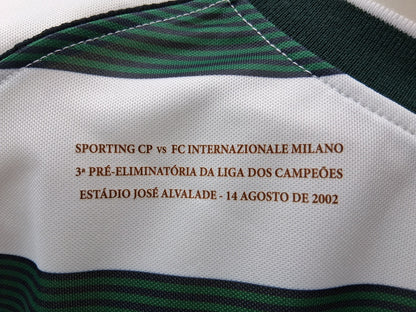 SPORTING CP vs FC INTERNAZIONALE MILANO
3ª PRÉ-ELIMINATÓRIA DA LIGA DOS CAMPEÕES
ESTÁDIO JOSÉ ALVALADE - 14 AGOSTO DE 2002